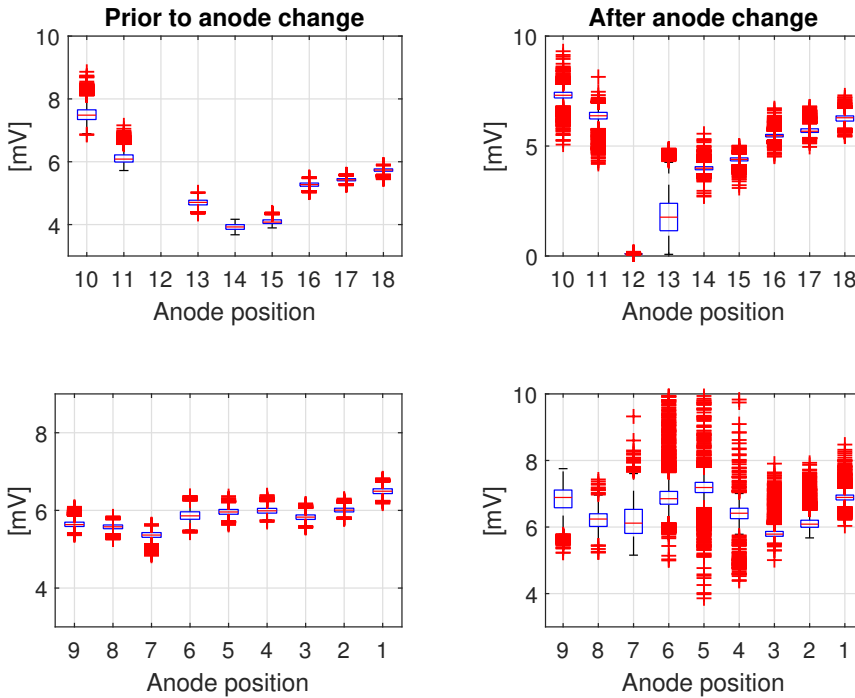 Prior to anode change
[mV]
10
8
6
4
10 11 12 13 14 15 16 17 18
Anode position
After anode change
[mV]
10
5
0
10 11 12 13 14 15 16 17 18
Anode position
[mV]
8
6
4
9 8 7 6 5 4 3 2 1
Anode position
[mV]
10
8
6
4
9 8 7 6 5 4 3 2 1
Anode position